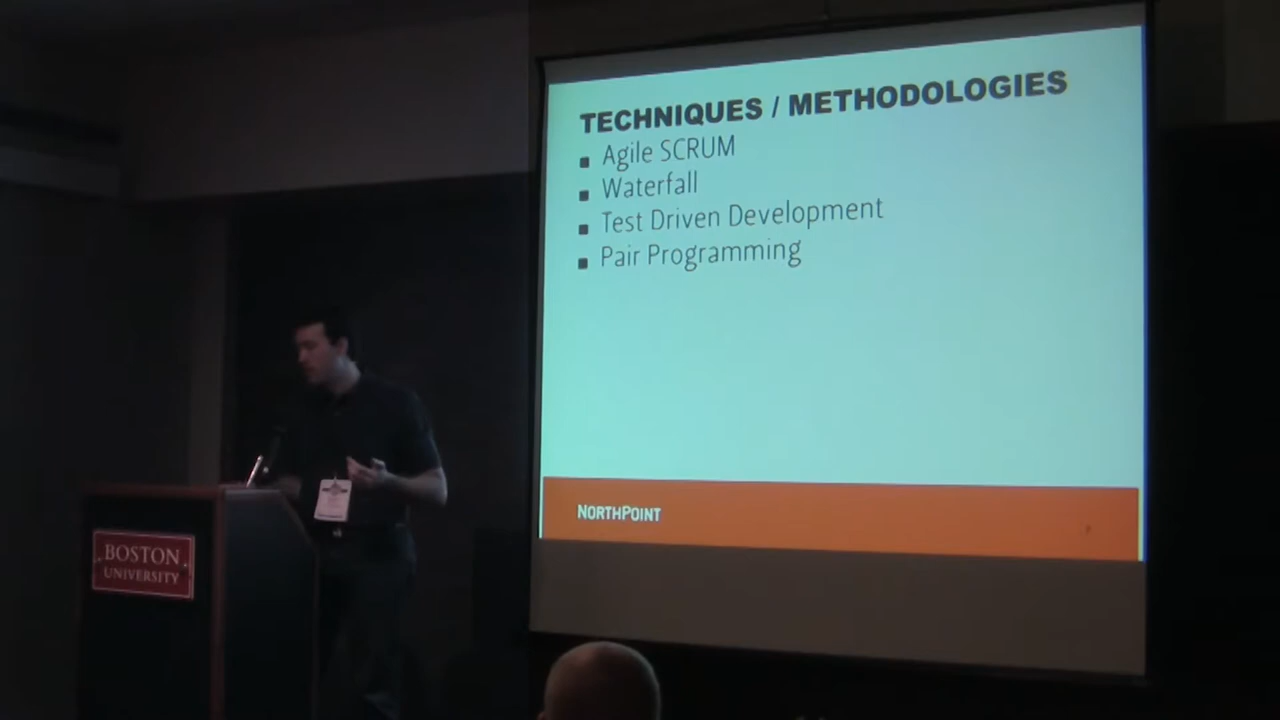 TECHNIQUES / METHODOLOGIES
Agile SCRUM
Waterfall
Test Driven Development
Pair Programming
NORTHPOINT
BOSTON
UNIVERSITY